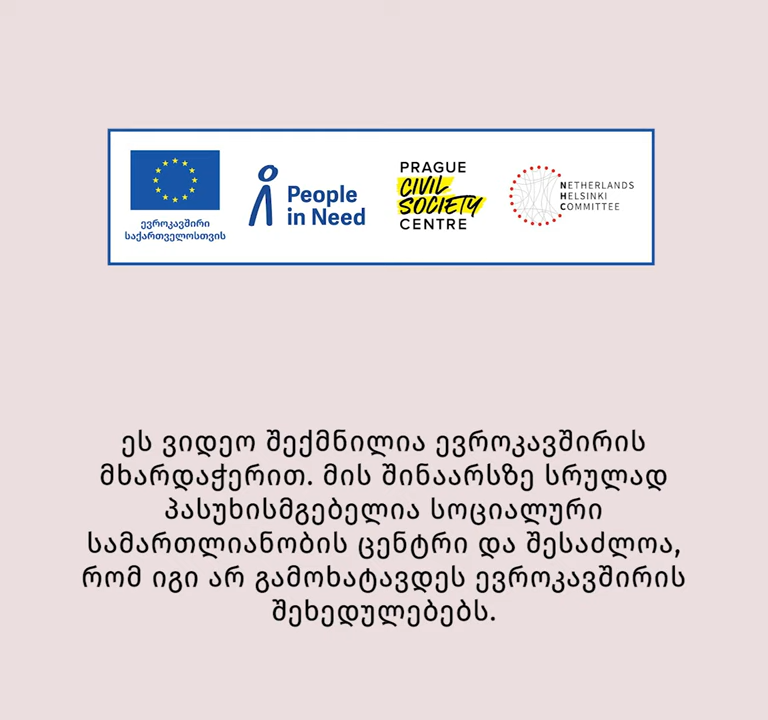 ევროკავშირი
საქართველოსთვის
People
in Need
PRAGUE
CIVIL
SOCIETY
CENTRE
NETHERLANDS
HELSINKI
COMMITTEE
ეს ვიდეო შექმნილია ევროკავშირის
მხარდაჭერით. მის შინაარსზე სრულად
პასუხისმგებელია სოციალური
სამართლიანობის ცენტრი და შესაძლოა,
რომ იგი არ გამოხატავდეს ევროკავშირის
შეხედულებებს.